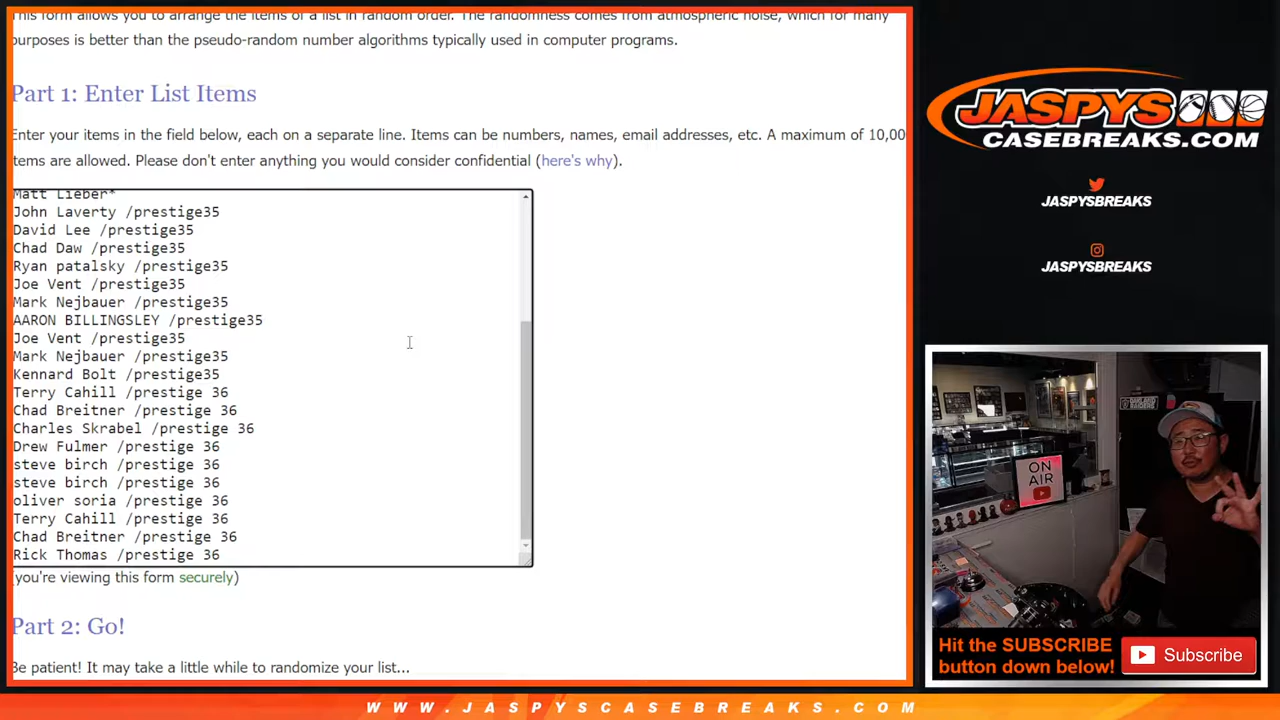 This form allows you to arrange the items of a list in random order. The randomness comes from atmospheric noise, which for many
purposes is better than the pseudo-random number algorithms typically used in computer programs.
Part 1: Enter List Items
Enter your items in the field below, each on a separate line. Items can be numbers, names, email addresses, etc. A maximum of 10,00
items are allowed. Please don't enter anything you would consider confidential (here's why).
Matt Lieber*
John Laverty /prestige35
David Lee /prestige35
Chad Daw /prestige35
Ryan patalsky /prestige35
Joe Vent /prestige35
Mark Nejbauer /prestige35
AARON BILLINGSLEY /prestige35
Joe Vent /prestige35
Mark Nejbauer /prestige35
Kennard Bolt /prestige35
Terry Cahill /prestige 36
Chad Breitner /prestige 36
Charles Skrabel /prestige 36
Drew Fulmer /prestige 36
steve birch /prestige 36
steve birch /prestige 36
oliver soria /prestige 36
Terry Cahill /prestige 36
Chad Breitner /prestige 36
Rick Thomas /prestige 36
(you're viewing this form securely)
Part 2: Go!
Be patient! It may take a little while to randomize your list...
JASPYS
CASEBREAKS.COM
JASPYSBREAKS
JASPYSBREAKS
ON
AIR
Hit the SUBSCRIBE
button down below!
Subscribe
WWW.JASPYSCASEBREAKS.COM